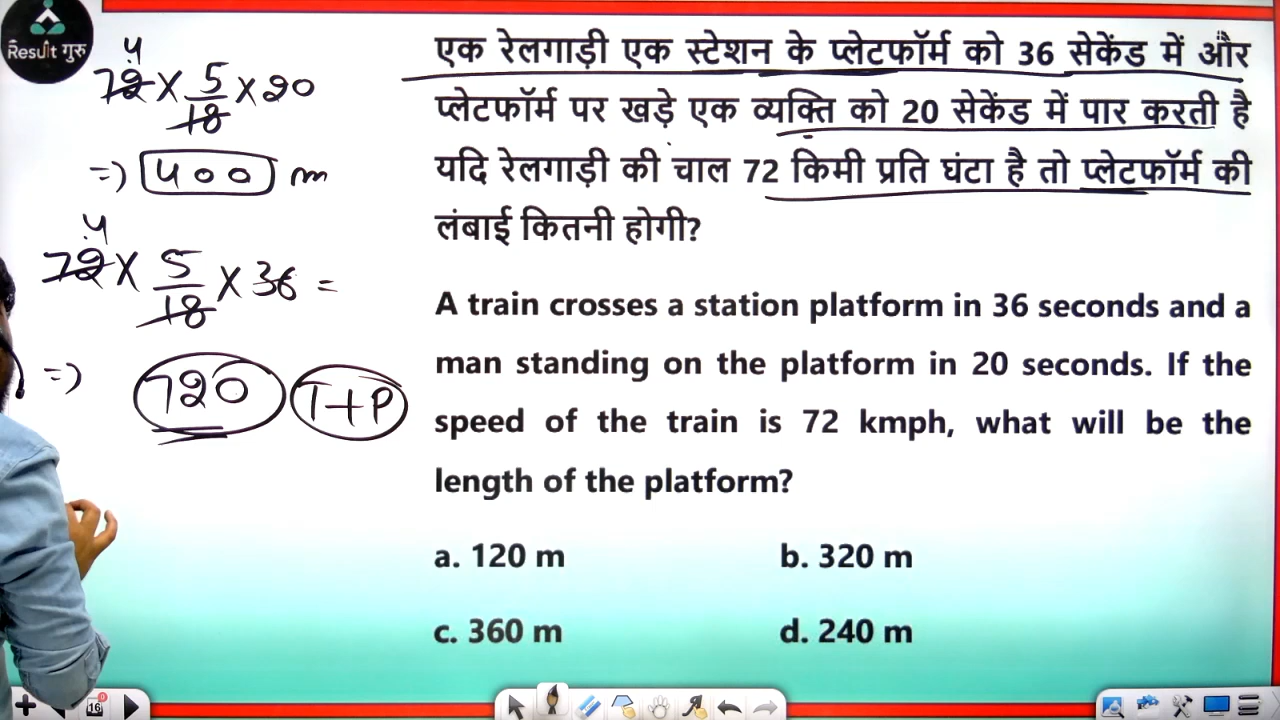 Result गुरु
4
72 × 5/18 × 20
=) 400 m
4
72 × 5/18 × 36 =
=) 720 T+P
एक रेलगाड़ी एक स्टेशन के प्लेटफॉर्म को 36 सेकेंड में और
प्लेटफॉर्म पर खड़े एक व्यक्ति को 20 सेकेंड में पार करती है
यदि रेलगाड़ी की चाल 72 किमी प्रति घंटा है तो प्लेटफॉर्म की
लंबाई कितनी होगी?
A train crosses a station platform in 36 seconds and a
man standing on the platform in 20 seconds. If the
speed of the train is 72 kmph, what will be the
length of the platform?
a. 120 m b. 320 m
c. 360 m d. 240 m
16
0